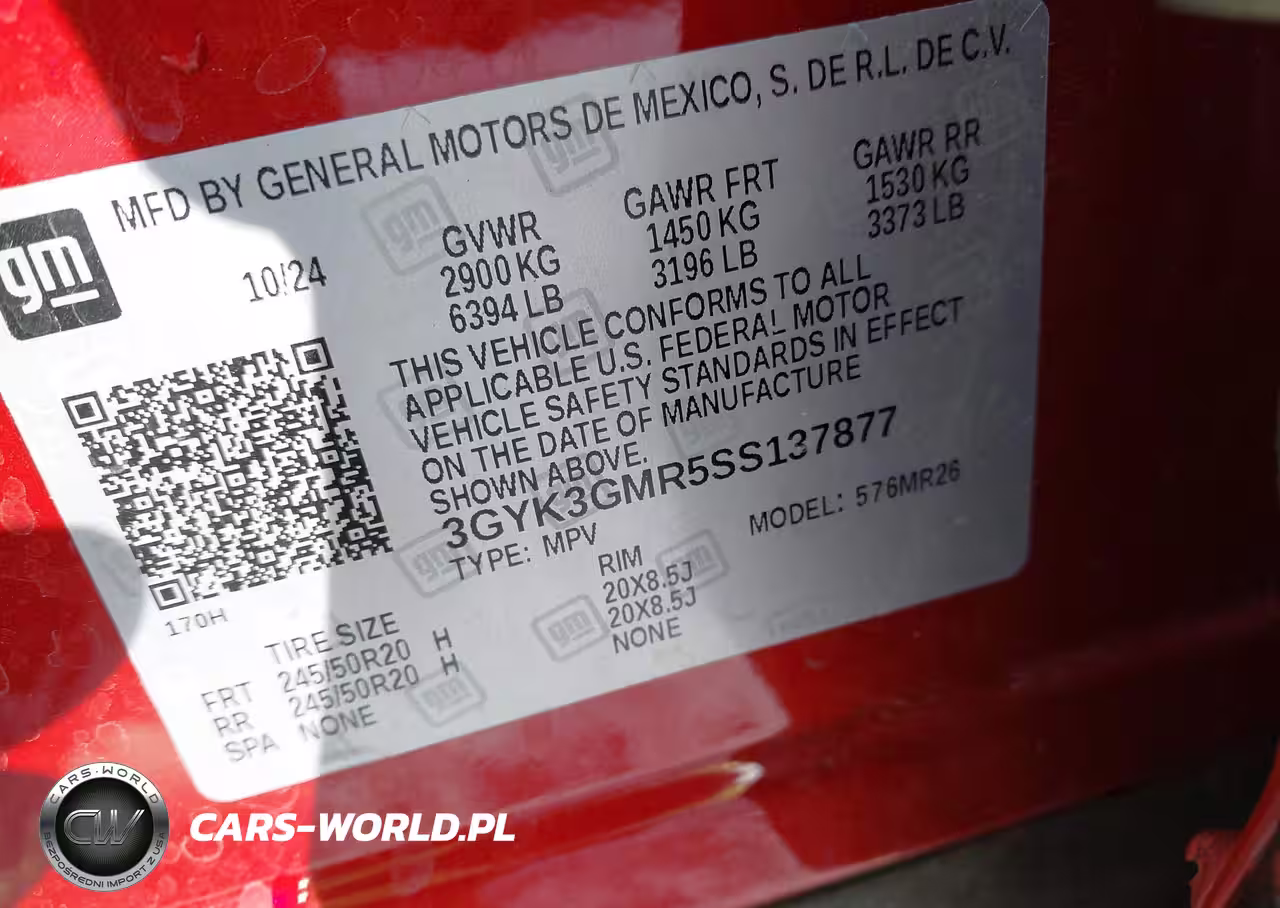 MFD BY GENERAL MOTORS DE MEXICO, S. DE R.L. DE C.V.
gm
10/24
GVWR
2900 KG
6394 LB
GAWR FRT
1450 KG
3196 LB
GAWR RR
1530 KG
3373 LB
THIS VEHICLE CONFORMS TO ALL
APPLICABLE U.S. FEDERAL MOTOR
VEHICLE SAFETY STANDARDS IN EFFECT
ON THE DATE OF MANUFACTURE
SHOWN ABOVE.
3GYK3GMR5SS137877
TYPE: MPV
MODEL: 576MR26
170H
TIRE SIZE
RIM
FRT 245/50R20 H 20X8.5J
RR 245/50R20 H 20X8.5J
SPA NONE NONE
CARS-WORLD
CW
BEZPOŚREDNI IMPORT Z USA
CARS-WORLD.PL